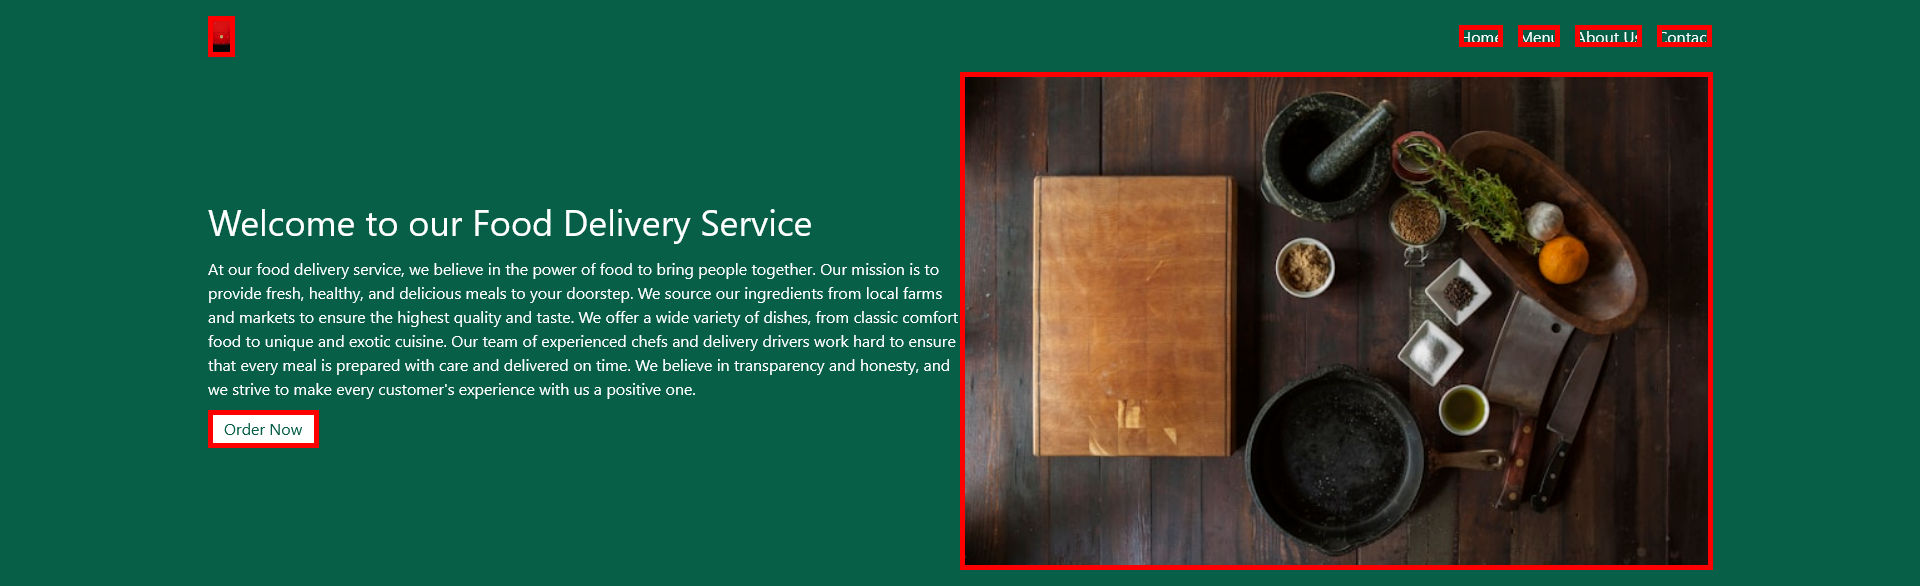 Home Menu About Us Contact
Welcome to our Food Delivery Service
At our food delivery service, we believe in the power of food to bring people together. Our mission is to
provide fresh, healthy, and delicious meals to your doorstep. We source our ingredients from local farms
and markets to ensure the highest quality and taste. We offer a wide variety of dishes, from classic comfort
food to unique and exotic cuisine. Our team of experienced chefs and delivery drivers work hard to ensure
that every meal is prepared with care and delivered on time. We believe in transparency and honesty, and
we strive to make every customer's experience with us a positive one.
Order Now